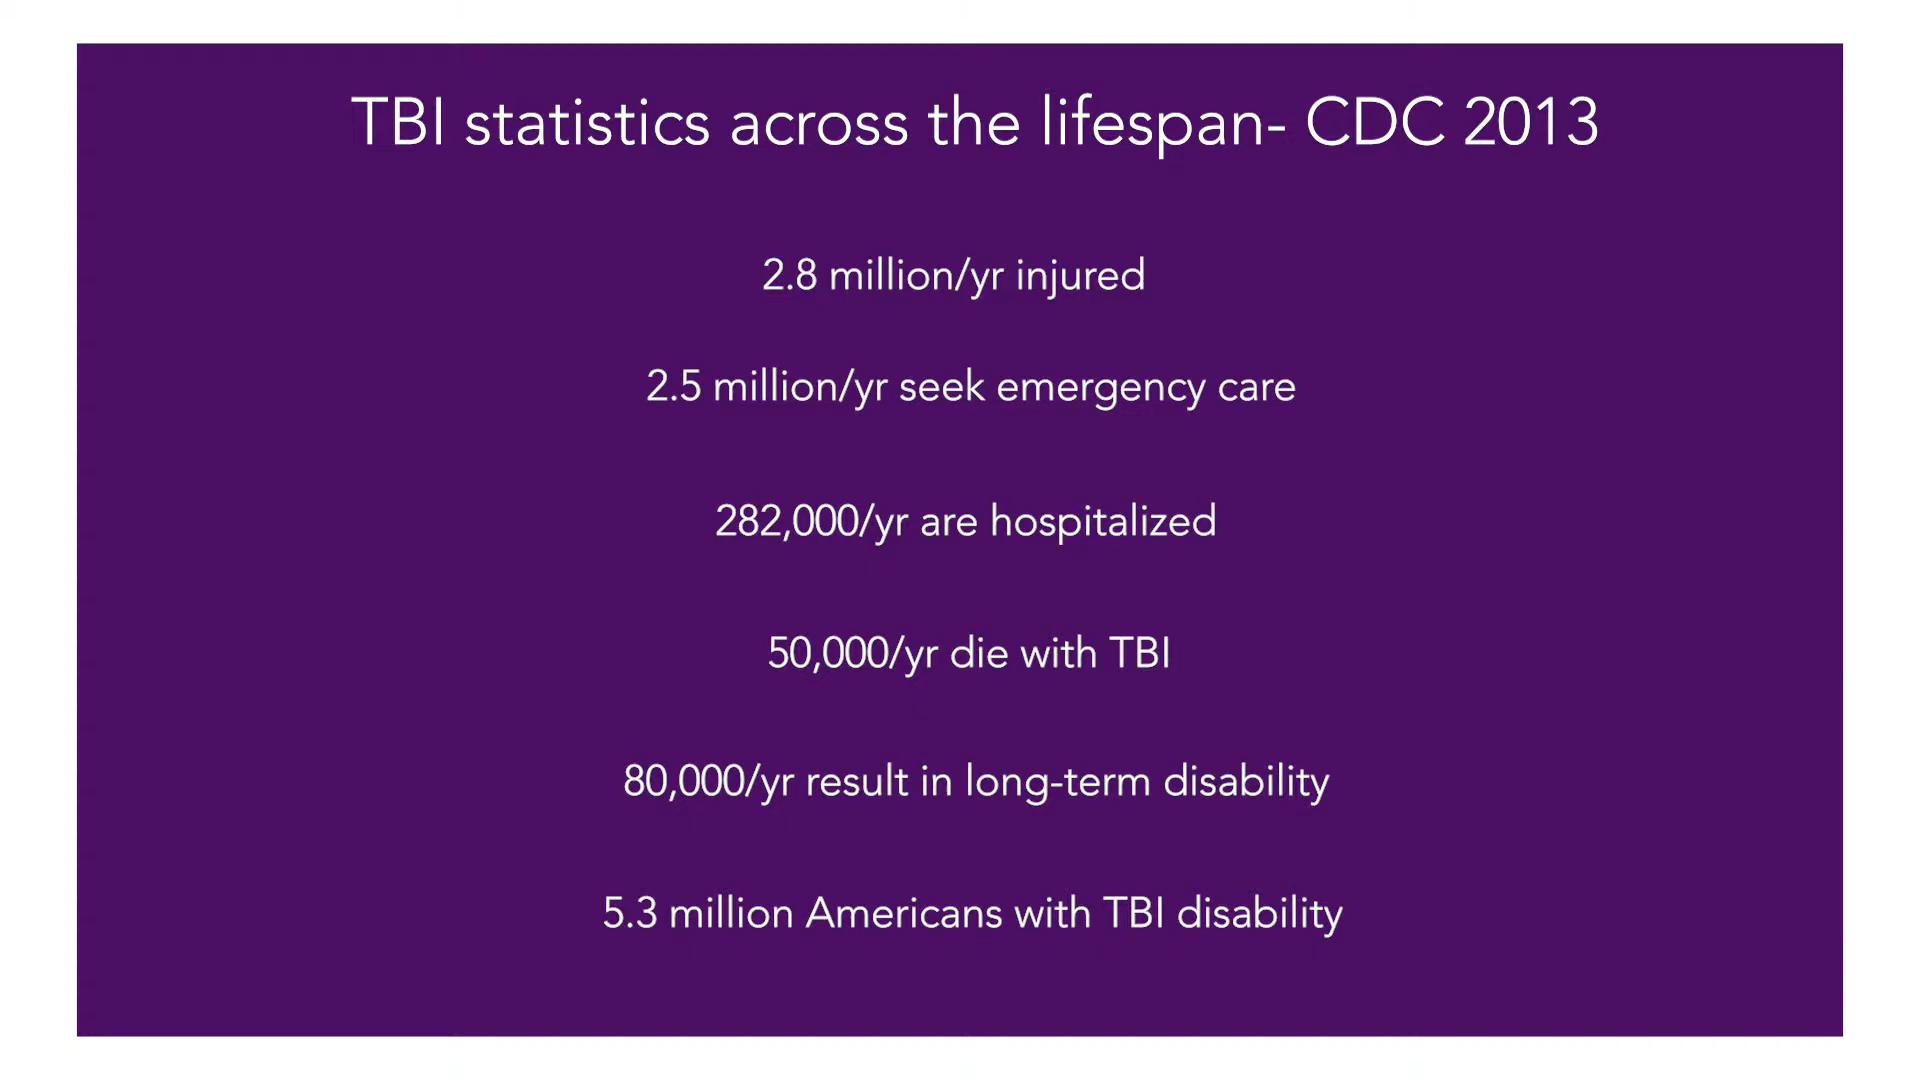 TBI statistics across the lifespan- CDC 2013
2.8 million/yr injured
2.5 million/yr seek emergency care
282,000/yr are hospitalized
50,000/yr die with TBI
80,000/yr result in long-term disability
5.3 million Americans with TBI disability